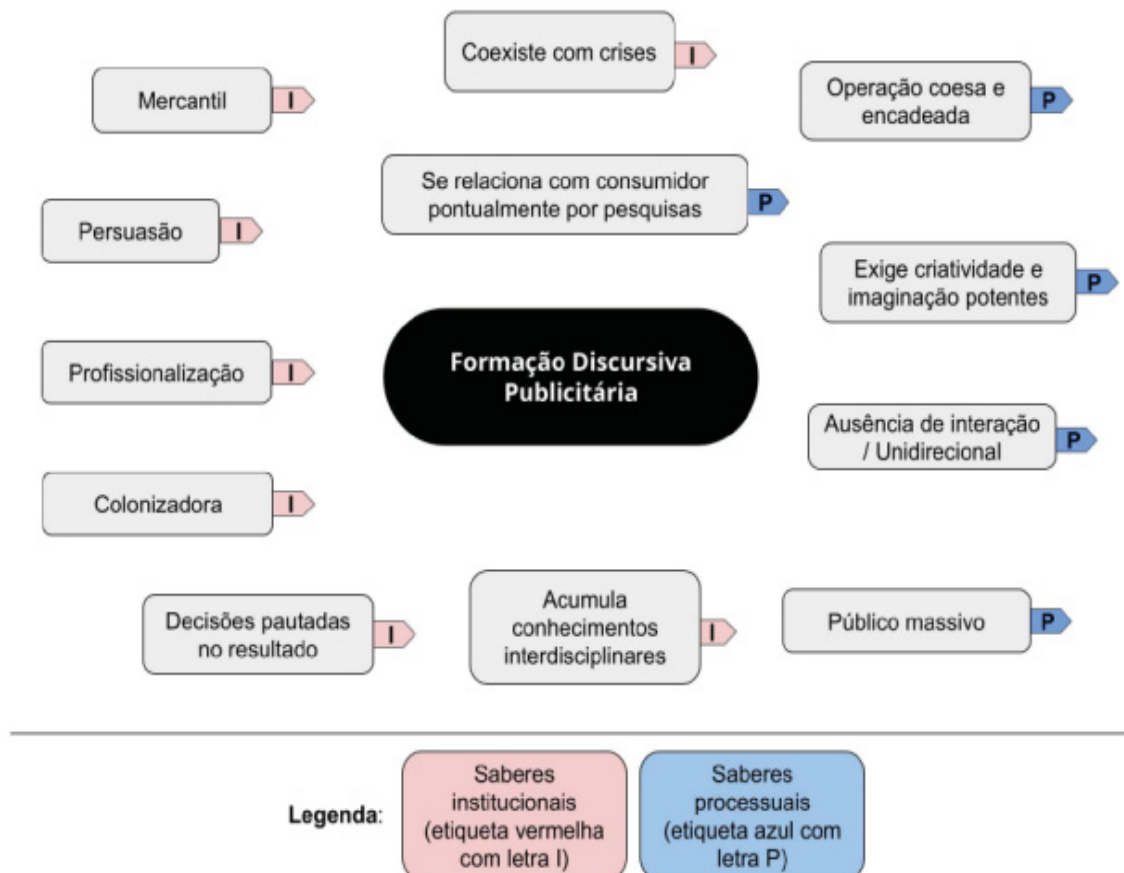 Coexiste com crises
I
Mercantil
I
Operação coesa e
encadeada
P
Se relaciona com consumidor
pontualmente por pesquisas
P
Persuasão
I
Exige criatividade e
imaginação potentes
P
Formação Discursiva
Publicitária
Profissionalização
I
Ausência de interação
/ Unidirecional
P
Colonizadora
I
Decisões pautadas
no resultado
I
Acumula
conhecimentos
interdisciplinares
I
Público massivo
P
Legenda:
Saberes
institucionais
(etiqueta vermelha
com letra I)
Saberes
processuais
(etiqueta azul com
letra P)